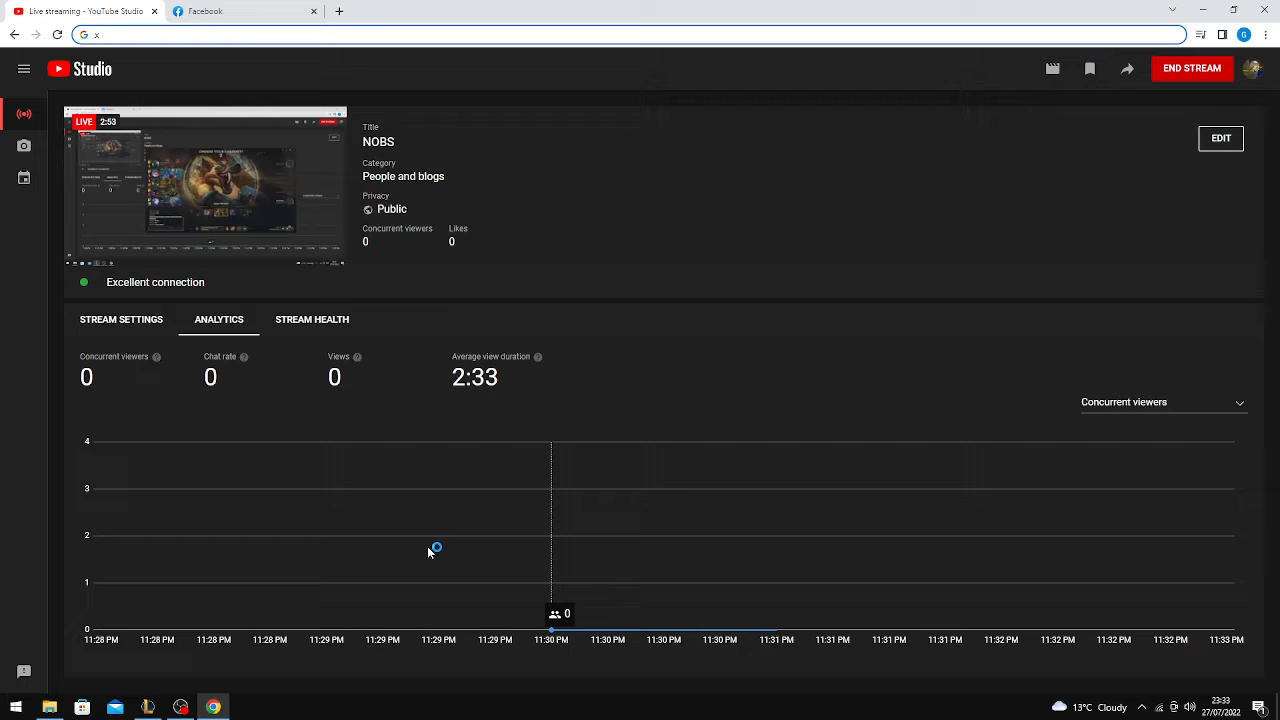 Live streaming - YouTube Studio
Facebook
x
G
Studio
END STREAM
LIVE 2:53
Title
NOBS
EDIT
Category
People and blogs
Privacy
Public
Concurrent viewers Likes
0 0
Excellent connection
STREAM SETTINGS ANALYTICS STREAM HEALTH
Concurrent viewers Chat rate Views Average view duration
0 0 0 2:33
Concurrent viewers
4
3
2
1
0
0
11:28 PM 11:28 PM 11:28 PM 11:28 PM 11:29 PM 11:29 PM 11:29 PM 11:29 PM 11:30 PM 11:30 PM 11:30 PM 11:30 PM 11:31 PM 11:31 PM 11:31 PM 11:31 PM 11:32 PM 11:32 PM 11:32 PM 11:32 PM 11:33 PM
13°C Cloudy
23:33
27/07/2022